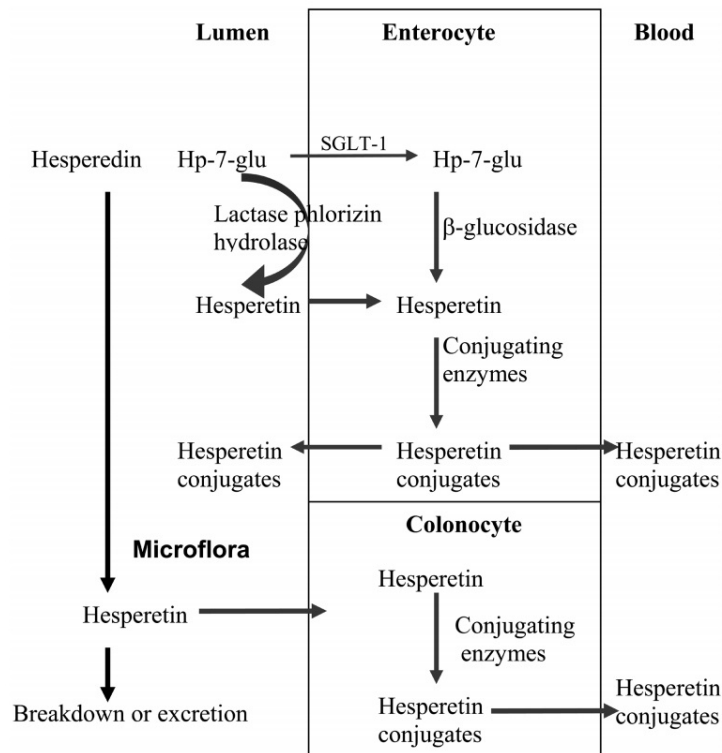 Lumen
Enterocyte
Blood
SGLT-1
Hesperedin
Hp-7-glu
Hp-7-glu
Lactase phlorizin
hydrolase
β-glucosidase
Hesperetin
Hesperetin
Conjugating
enzymes
Hesperetin
conjugates
Hesperetin
conjugates
Hesperetin
conjugates
Colonocyte
Microflora
Hesperetin
Hesperetin
Conjugating
enzymes
Breakdown or excretion
Hesperetin
conjugates
Hesperetin
conjugates